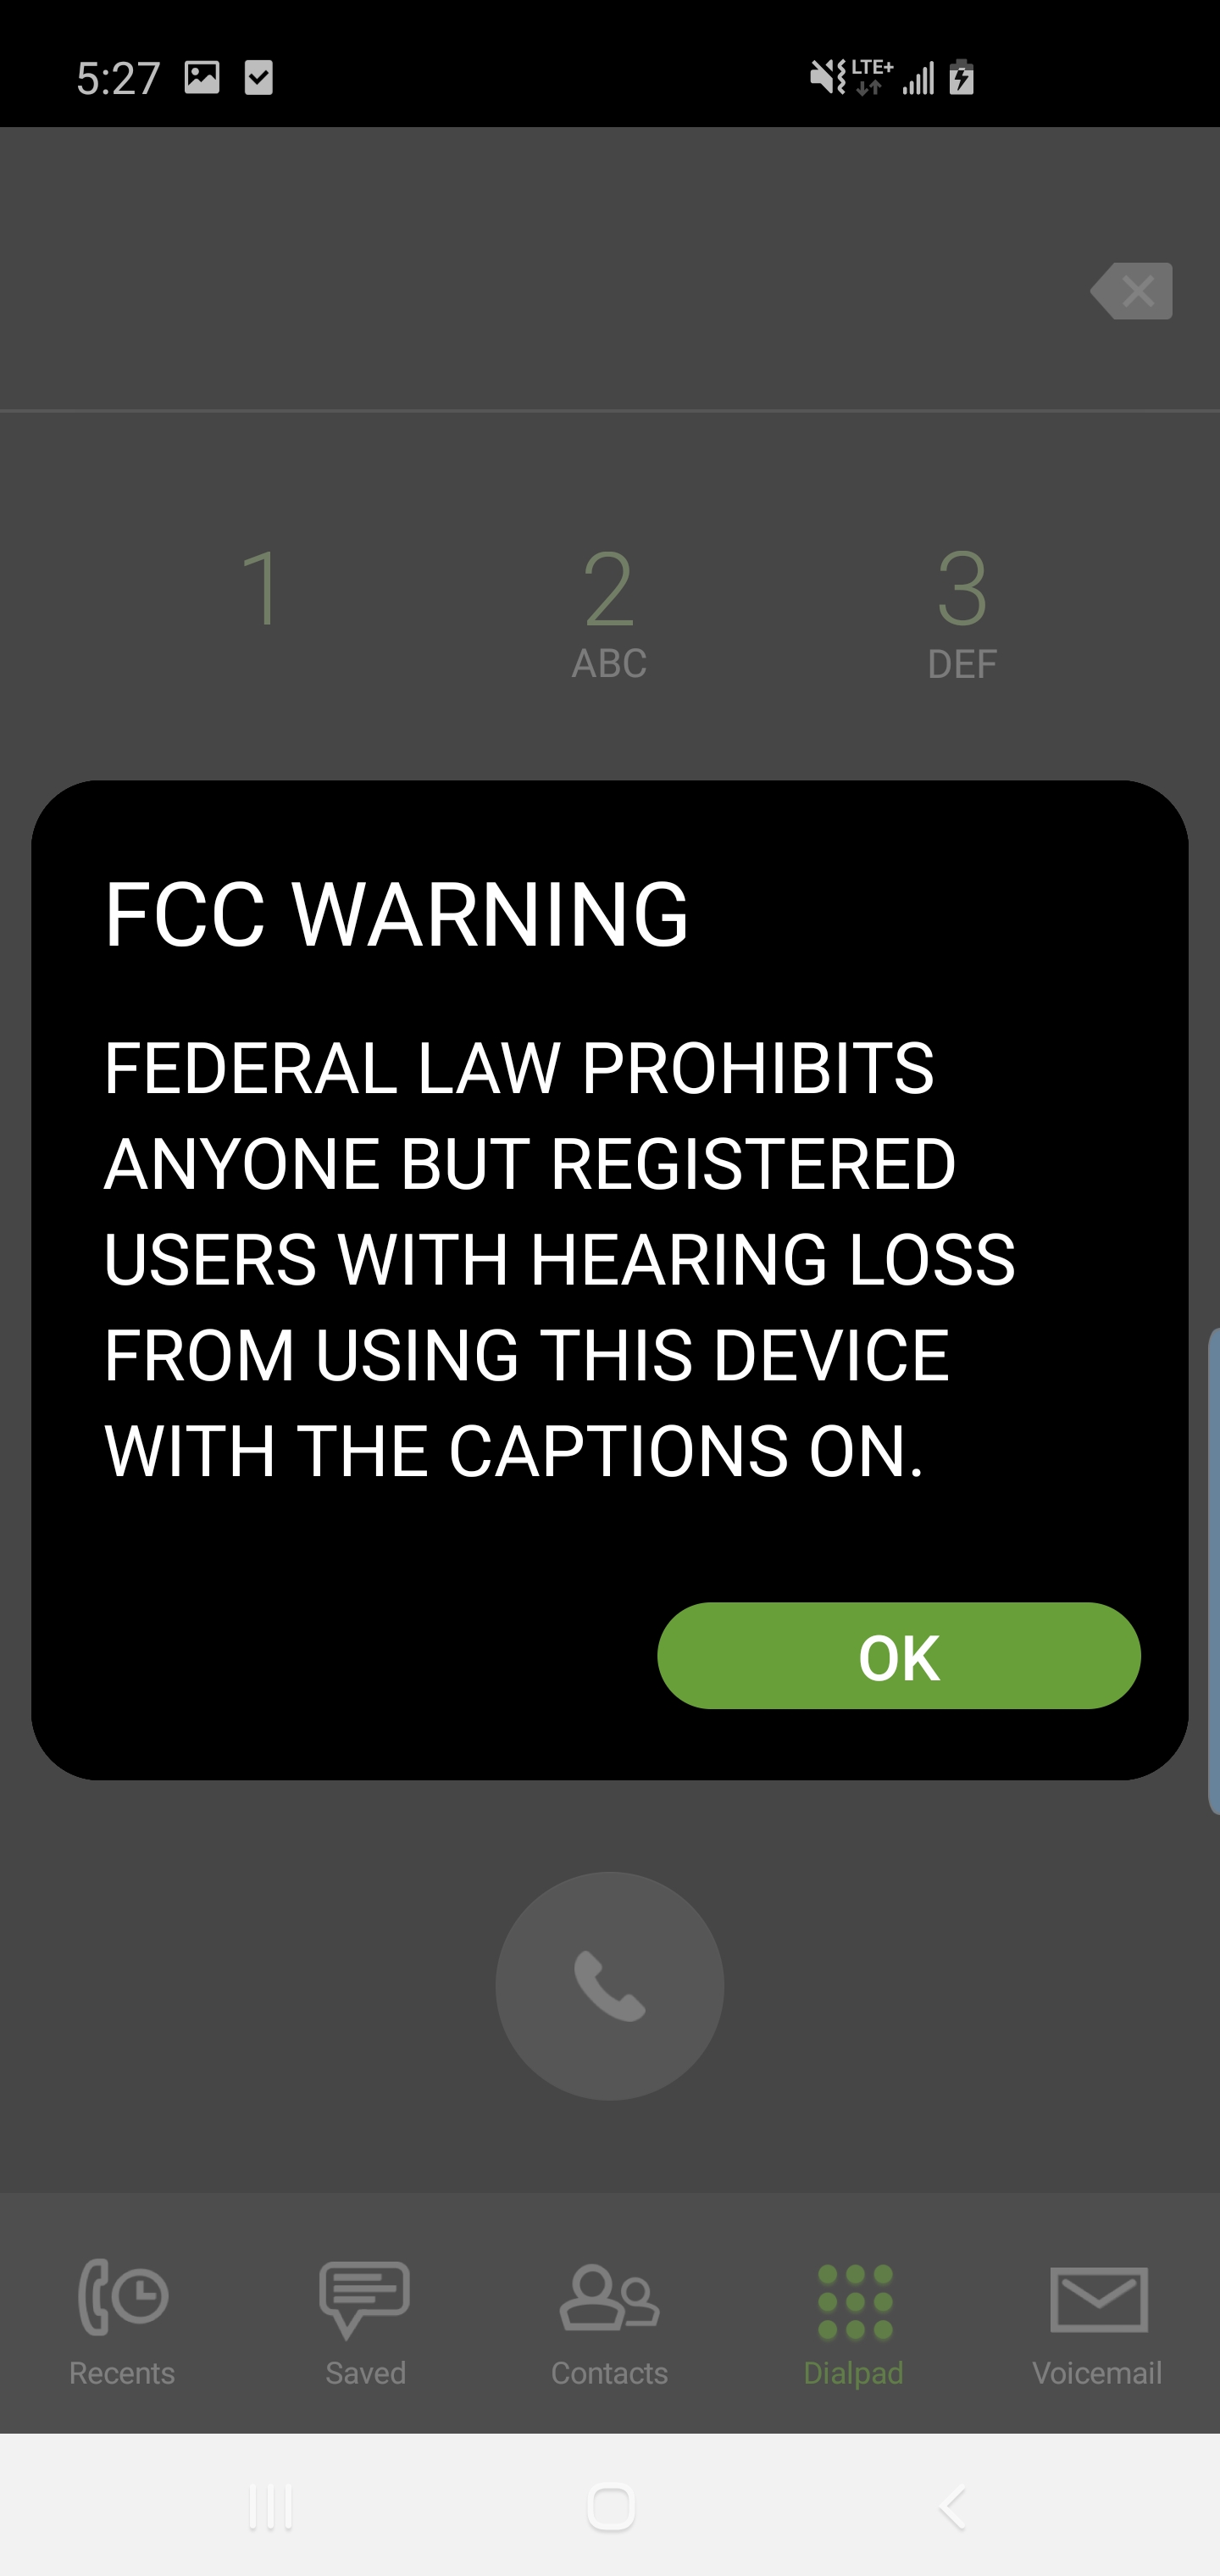 5:27 LTE+
1 2 3
ABC DEF
FCC WARNING
FEDERAL LAW PROHIBITS
ANYONE BUT REGISTERED
USERS WITH HEARING LOSS
FROM USING THIS DEVICE
WITH THE CAPTIONS ON.
OK
Recents Saved Contacts Dialpad Voicemail